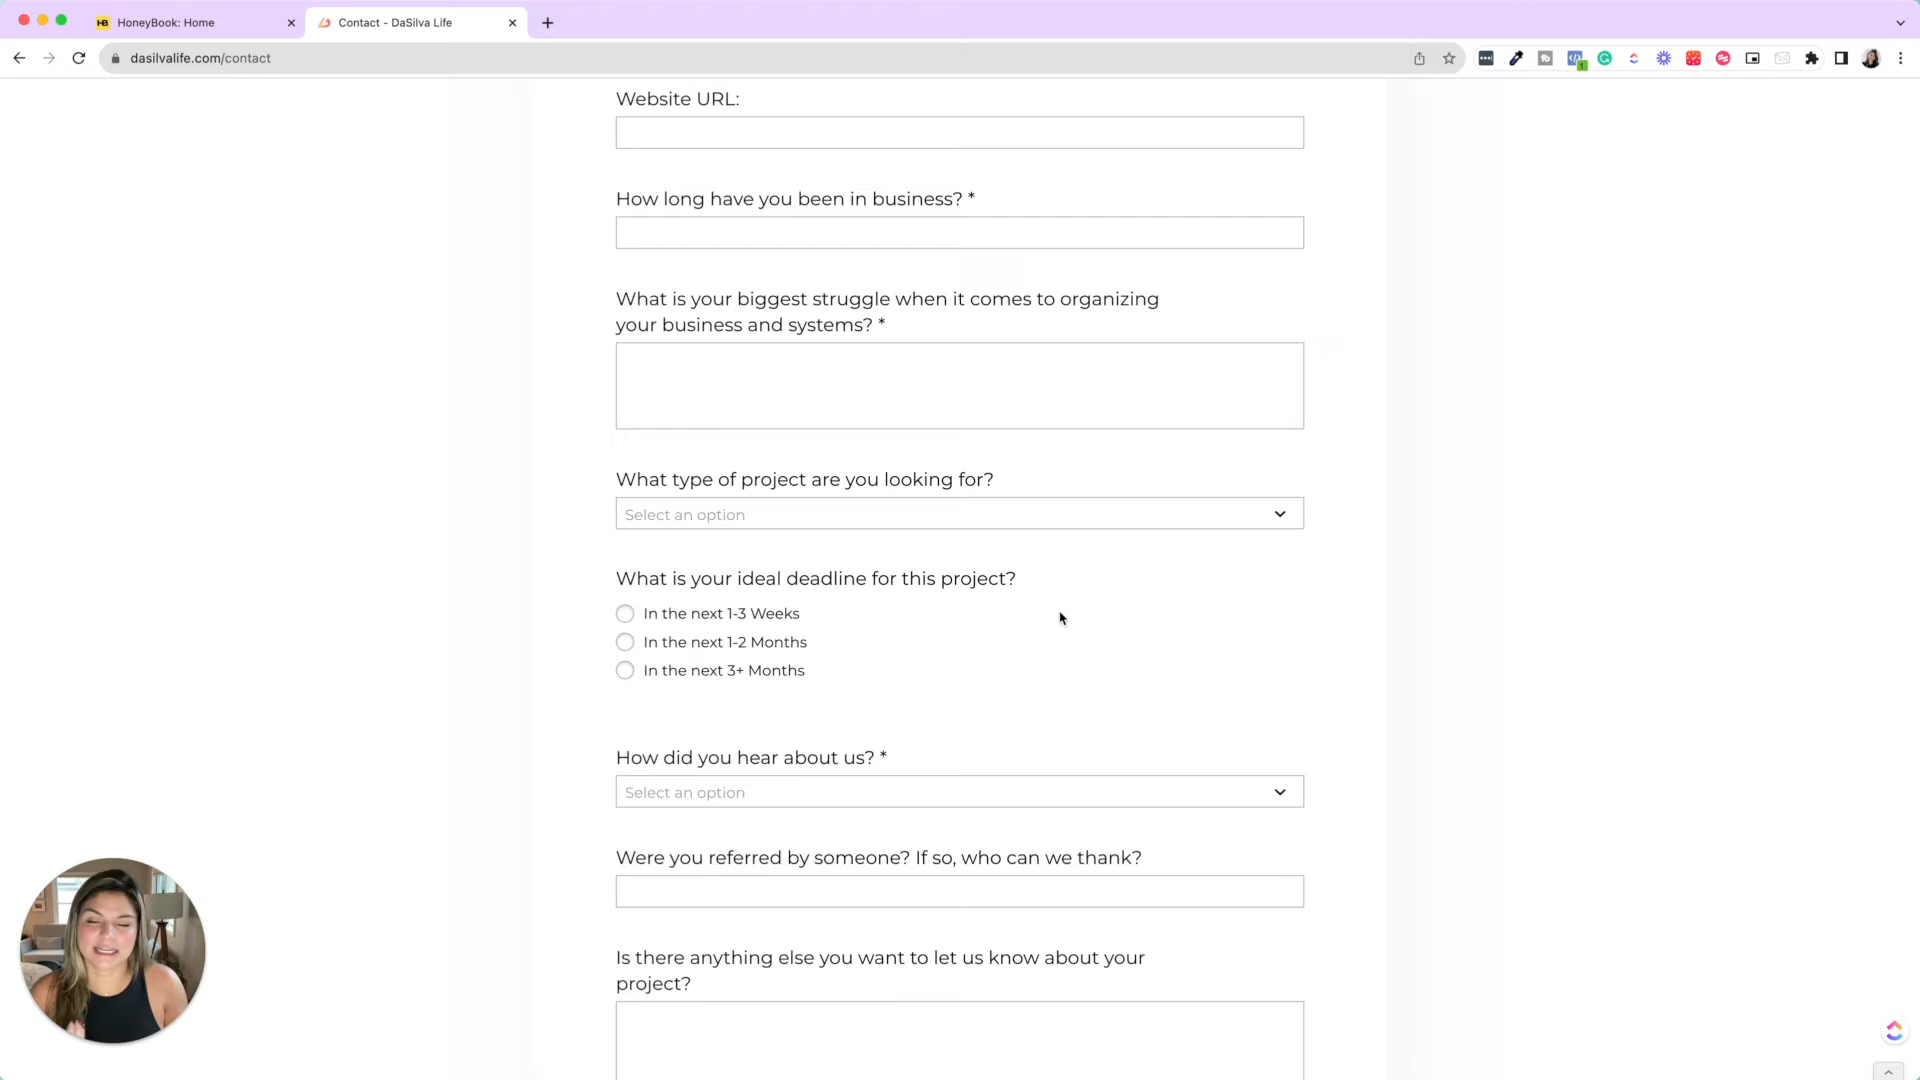 HoneyBook: Home
Contact - DaSilva Life
dasilvalife.com/contact
Website URL:
How long have you been in business? *
What is your biggest struggle when it comes to organizing
your business and systems? *
What type of project are you looking for?
Select an option
What is your ideal deadline for this project?
In the next 1-3 Weeks
In the next 1-2 Months
In the next 3+ Months
How did you hear about us? *
Select an option
Were you referred by someone? If so, who can we thank?
Is there anything else you want to let us know about your
project?